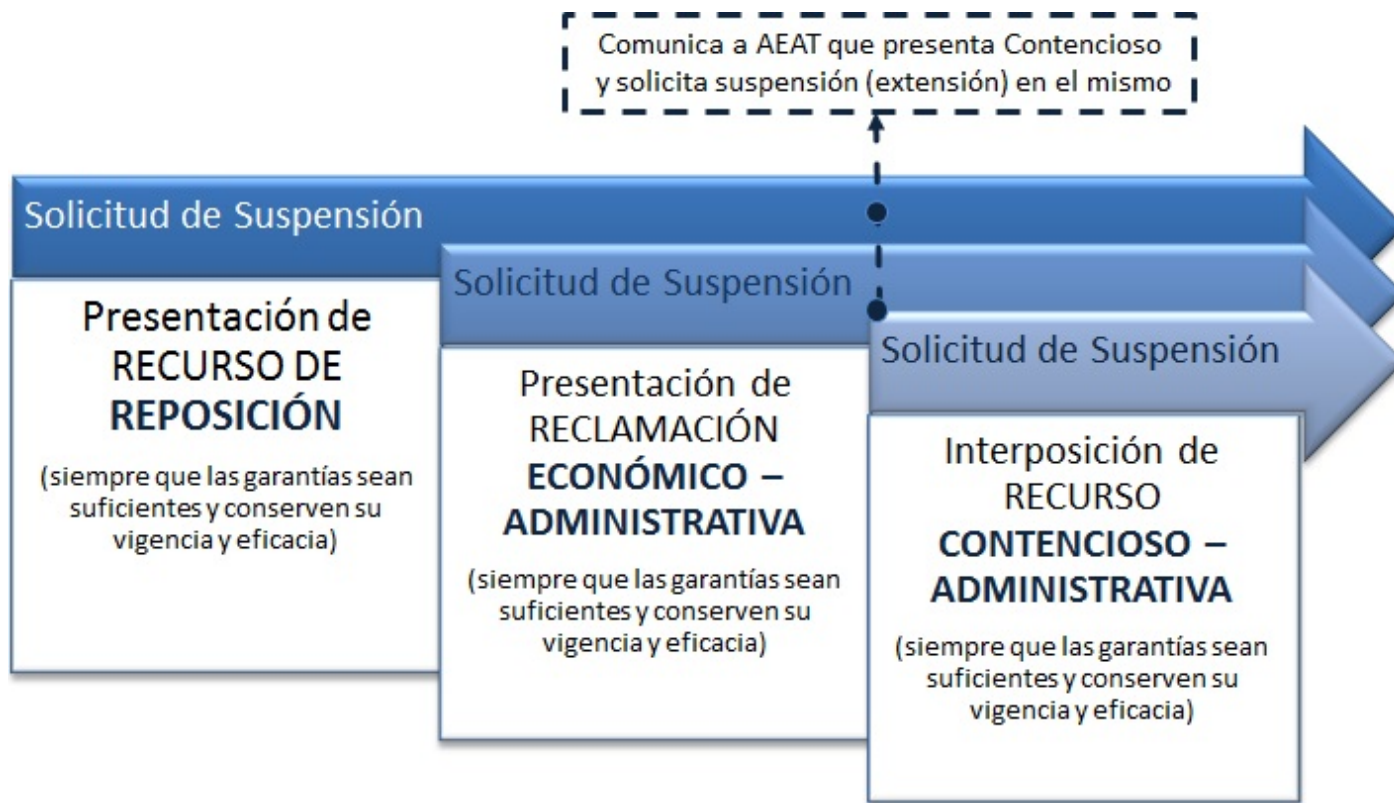 Comunica a AEAT que presenta Contencioso
y solicita suspensión (extensión) en el mismo
Solicitud de Suspensión
Presentación de
RECURSO DE
REPOSICIÓN
(siempre que las garantías sean
suficientes y conserven su
vigencia y eficacia)
Solicitud de Suspensión
Presentación de
RECLAMACIÓN
ECONÓMICO –
ADMINISTRATIVA
(siempre que las garantías sean
suficientes y conserven su
vigencia y eficacia)
Solicitud de Suspensión
Interposición de
RECURSO
CONTENCIOSO –
ADMINISTRATIVA
(siempre que las garantías sean
suficientes y conserven su
vigencia y eficacia)